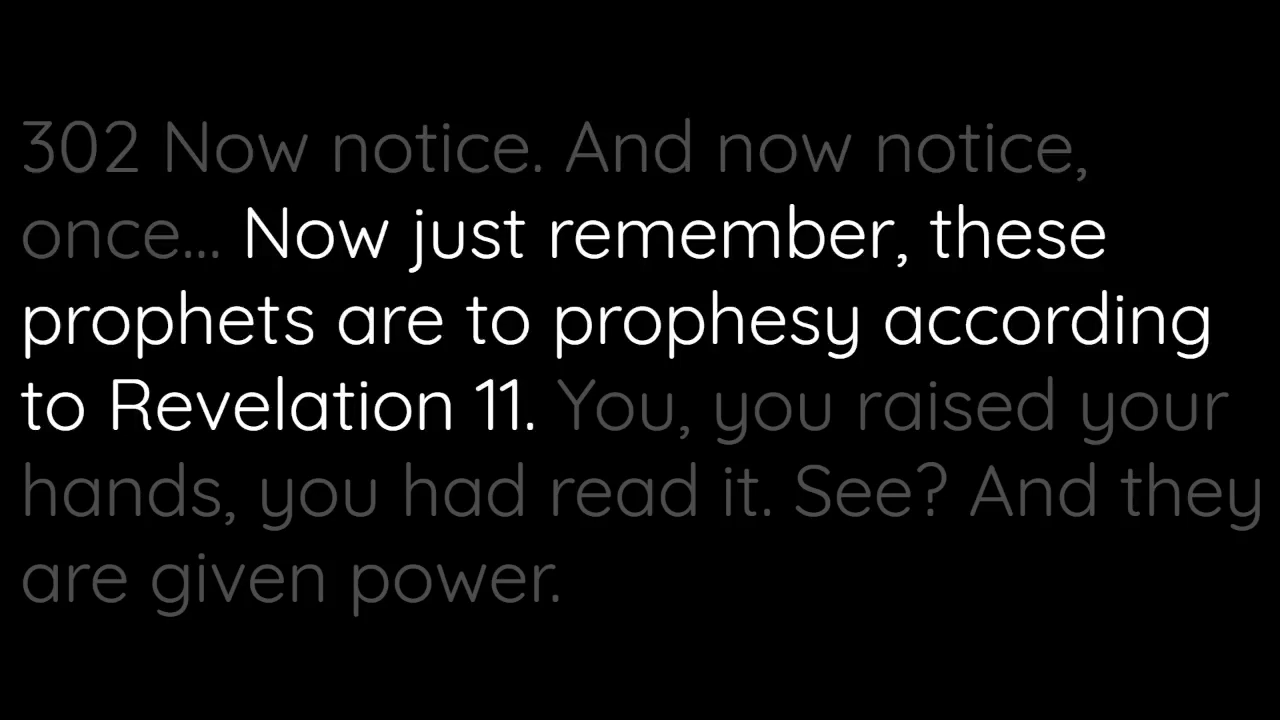 302 Now notice. And now notice,
once... Now just remember, these
prophets are to prophesy according
to Revelation 11. You, you raised your
hands, you had read it. See? And they
are given power.